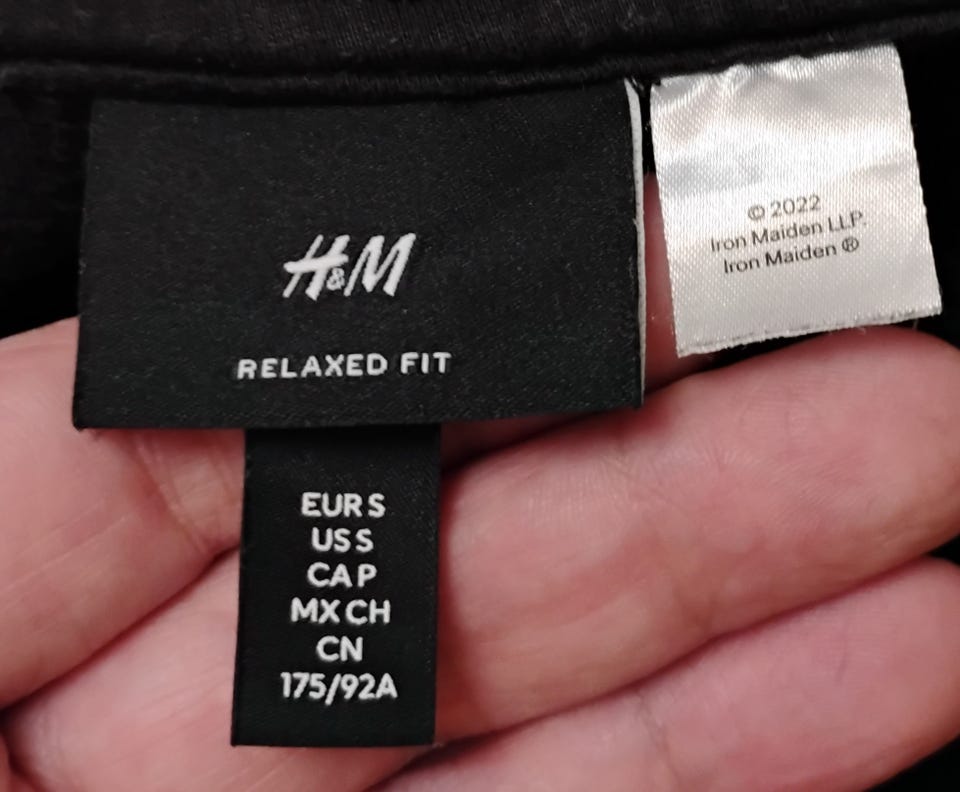 H&M
RELAXED FIT
EUR S
US S
CA P
MX CH
CN
175/92A
© 2022
Iron Maiden LLP.
Iron Maiden ®